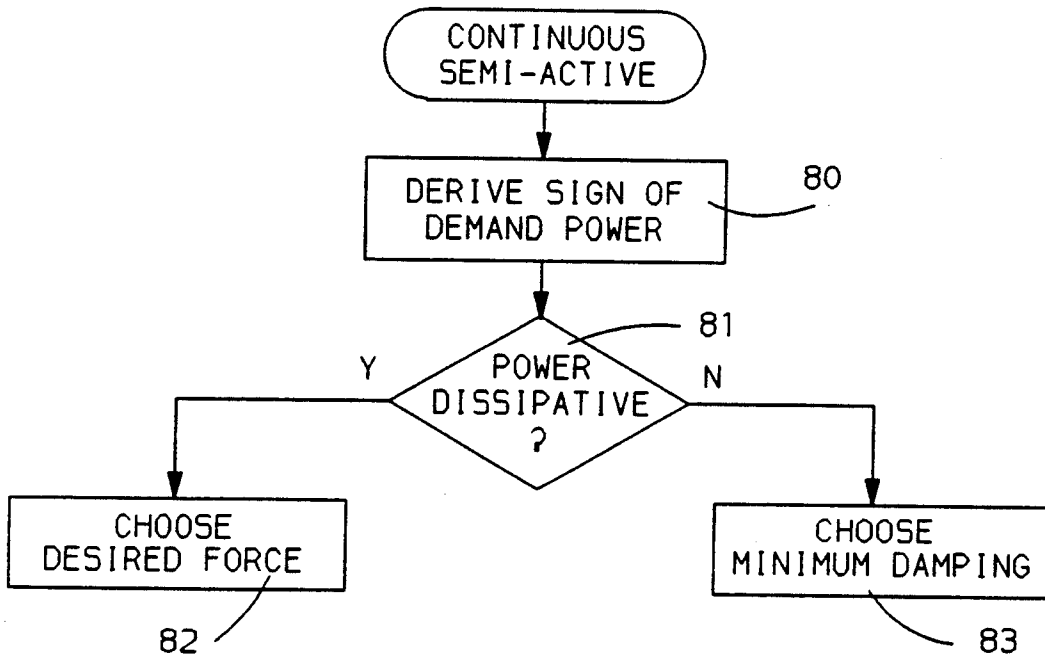 CONTINUOUS
SEMI-ACTIVE
DERIVE SIGN OF
DEMAND POWER
80
81
Y
POWER
DISSIPATIVE
?
N
CHOOSE
DESIRED FORCE
82
CHOOSE
MINIMUM DAMPING
83